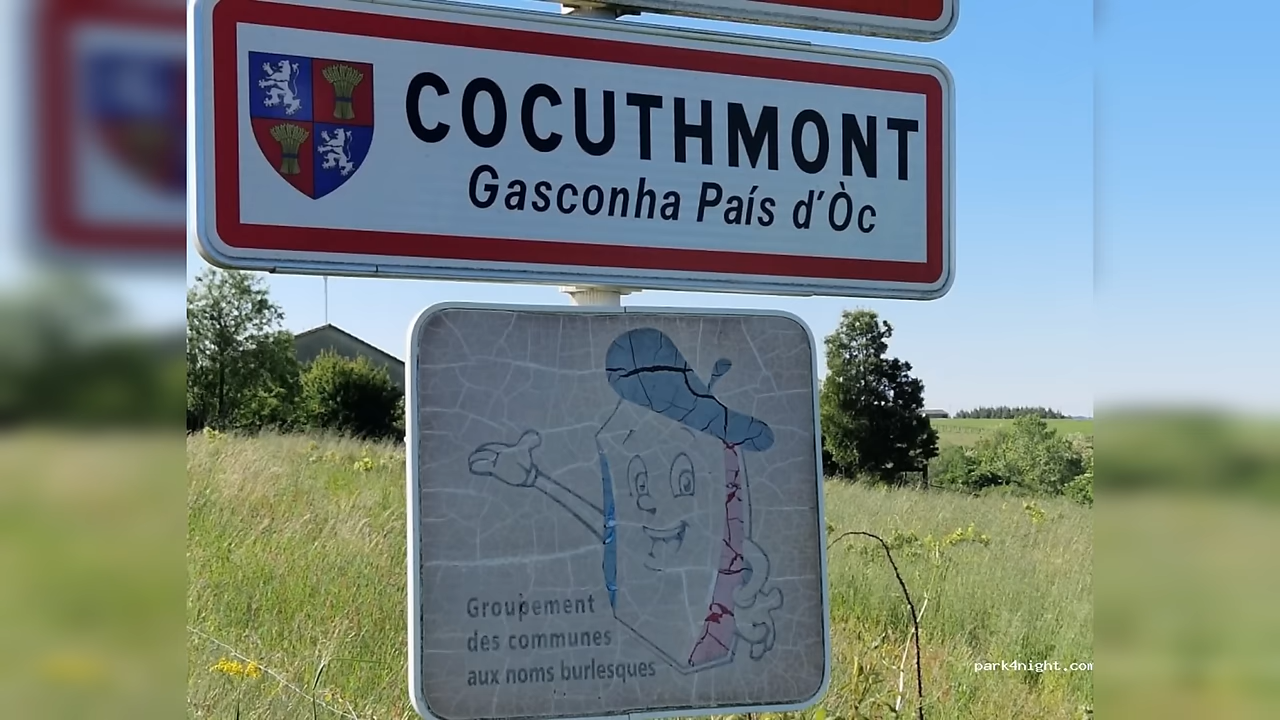 COCUTHMONT
Gasconha País d'Òc
Groupement
des communes
aux noms burlesques
park4night.com